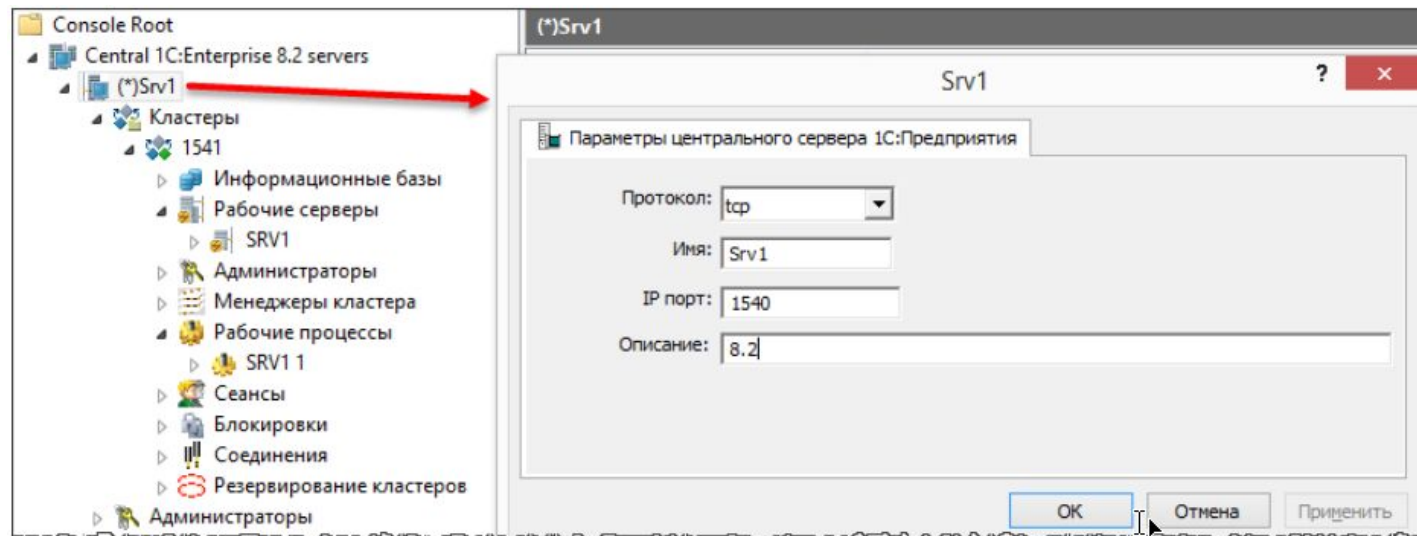 Console Root
Central 1C:Enterprise 8.2 servers
(*)Srv1
Кластеры
1541
Информационные базы
Рабочие серверы
SRV1
Администраторы
Менеджеры кластера
Рабочие процессы
SRV1 1
Сеансы
Блокировки
Соединения
Резервирование кластеров
Администраторы
(*)Srv1
Srv1
?
Параметры центрального сервера 1С:Предприятия
Протокол: tcp
Имя: Srv1
IP порт: 1540
Описание: 8.2
OK Отмена Применить